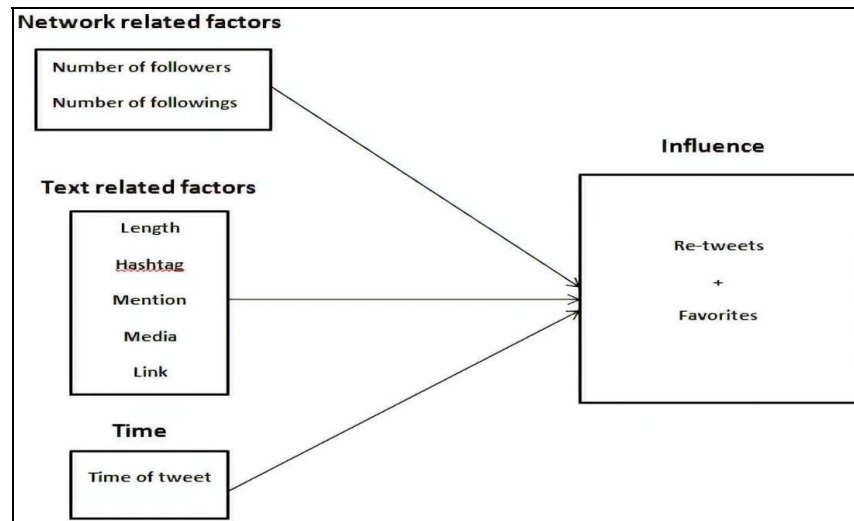 Network related factors
Number of followers
Number of followings
Text related factors
Length
Hashtag
Mention
Media
Link
Time
Time of tweet
Influence
Re-tweets
+
Favorites